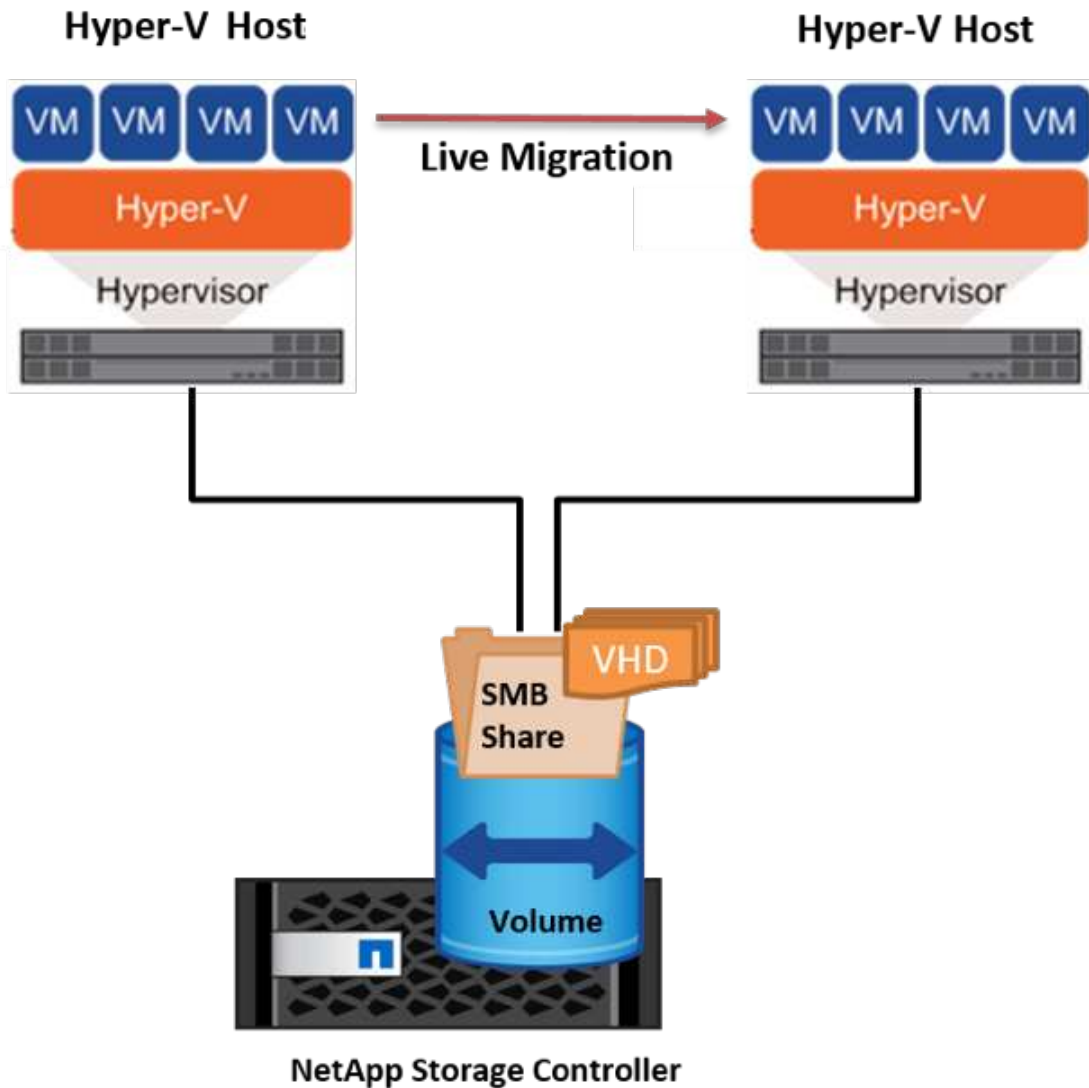 Hyper-V Host
Hyper-V Host
VM VM VM VM
Live Migration
VM VM VM VM
Hyper-V
Hyper-V
Hypervisor
Hypervisor
VHD
SMB
Share
Volume
NetApp Storage Controller